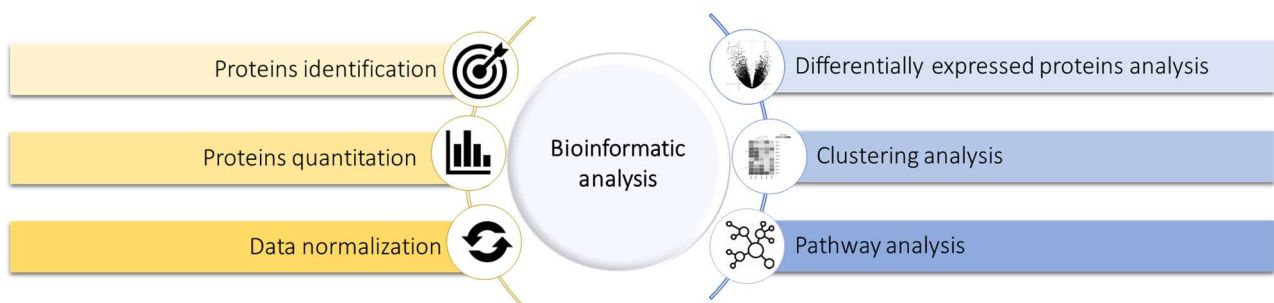 Proteins identification
Proteins quantitation
Data normalization
Bioinformatic
analysis
Differentially expressed proteins analysis
Clustering analysis
Pathway analysis